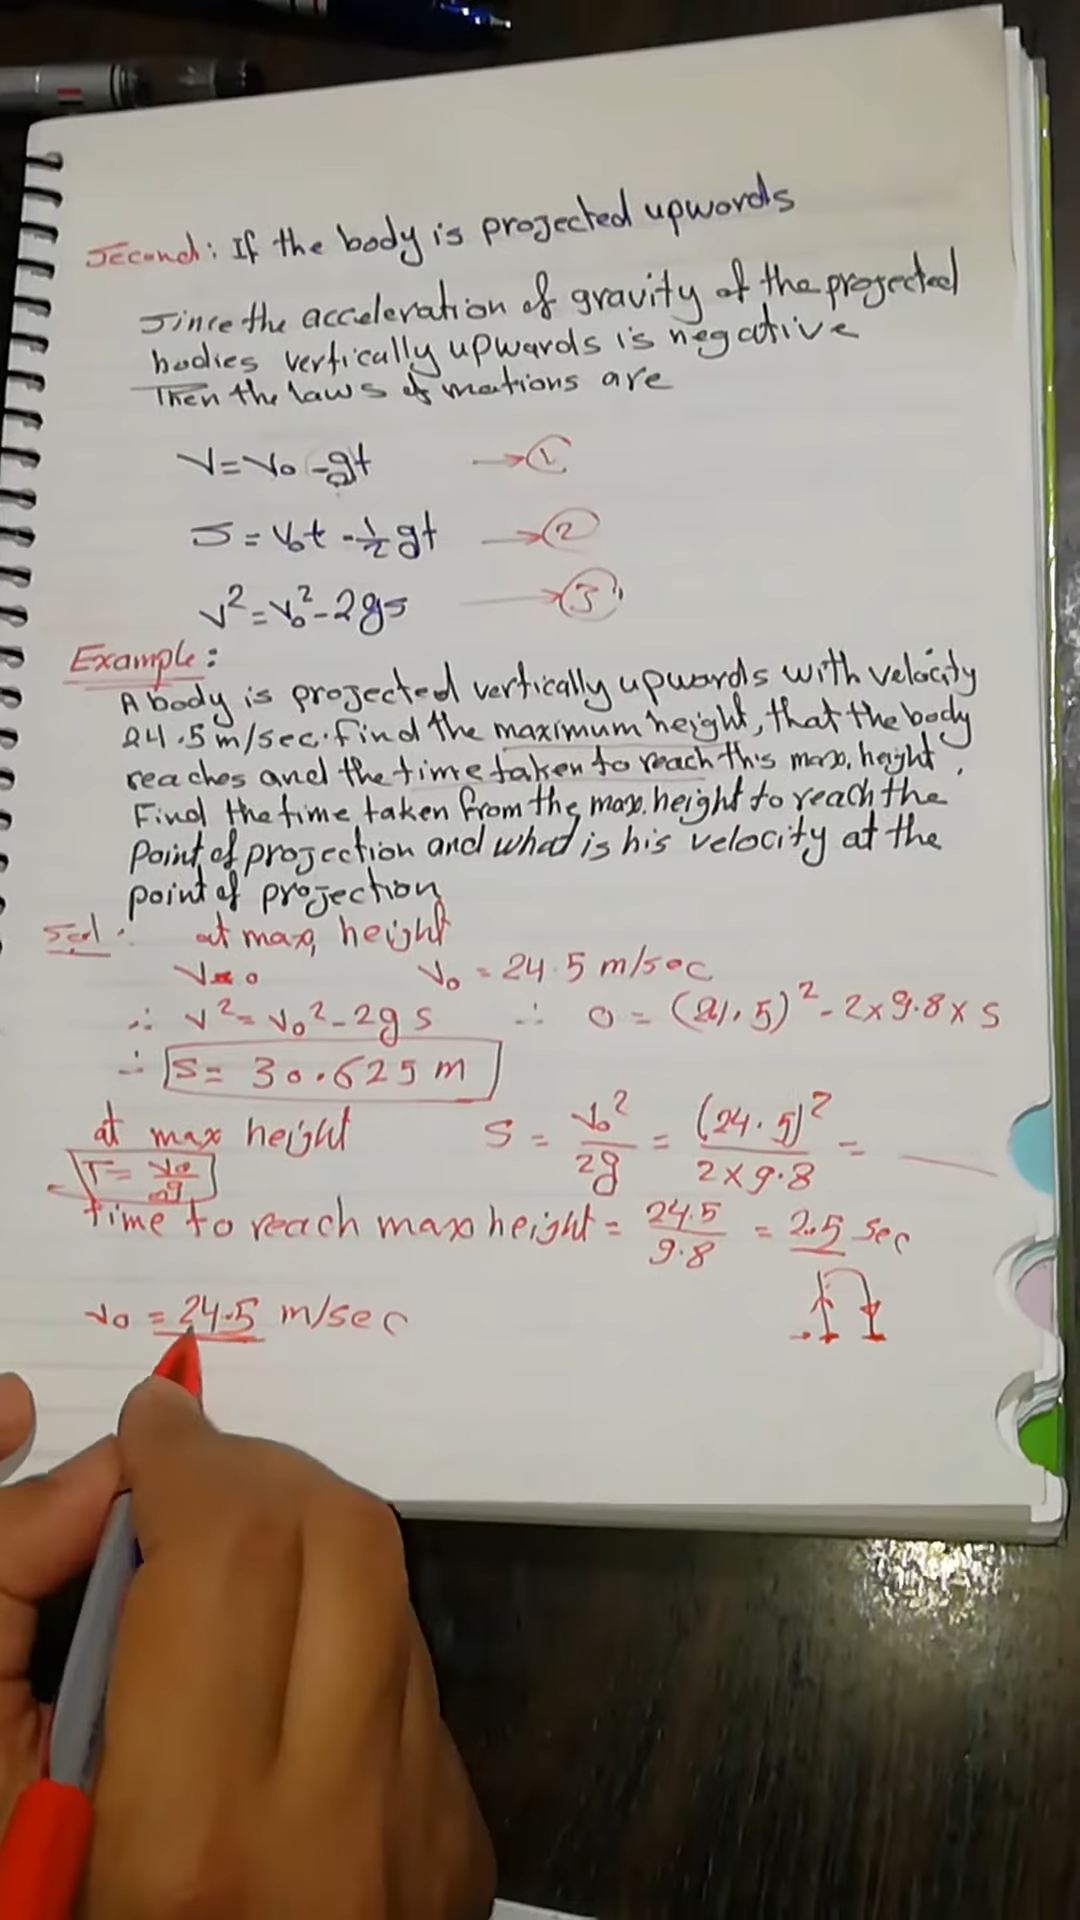 Second: If the body is projected upwords
Since the acceleration of gravity of the projected
bodies vertically upwards is negative
Then the laws of motions are
V = V₀ - gt → ①
S = V₀t - ½ gt → ②
V² = V₀² - 2gs → ③
Example:
A body is projected vertically upwards with velocity
24.5 m/sec. find the maximum height, that the body
reaches and the time taken to reach this max. height.
Find the time taken from the max. height to reach the
point of projection and what is his velocity at the
point of projection
Sol. at max, height
V = 0 V₀ = 24.5 m/sec
∴ V² = V₀² - 2g s ∴ 0 = (24.5)² - 2 x 9.8 x S
∴ S = 30.625 m
at max height S = V₀²/2g = (24.5)²/2 x 9.8 =
T = V₀/g
time to reach max height = 24.5/9.8 = 2.5 sec
V₀ = 24.5 m/sec